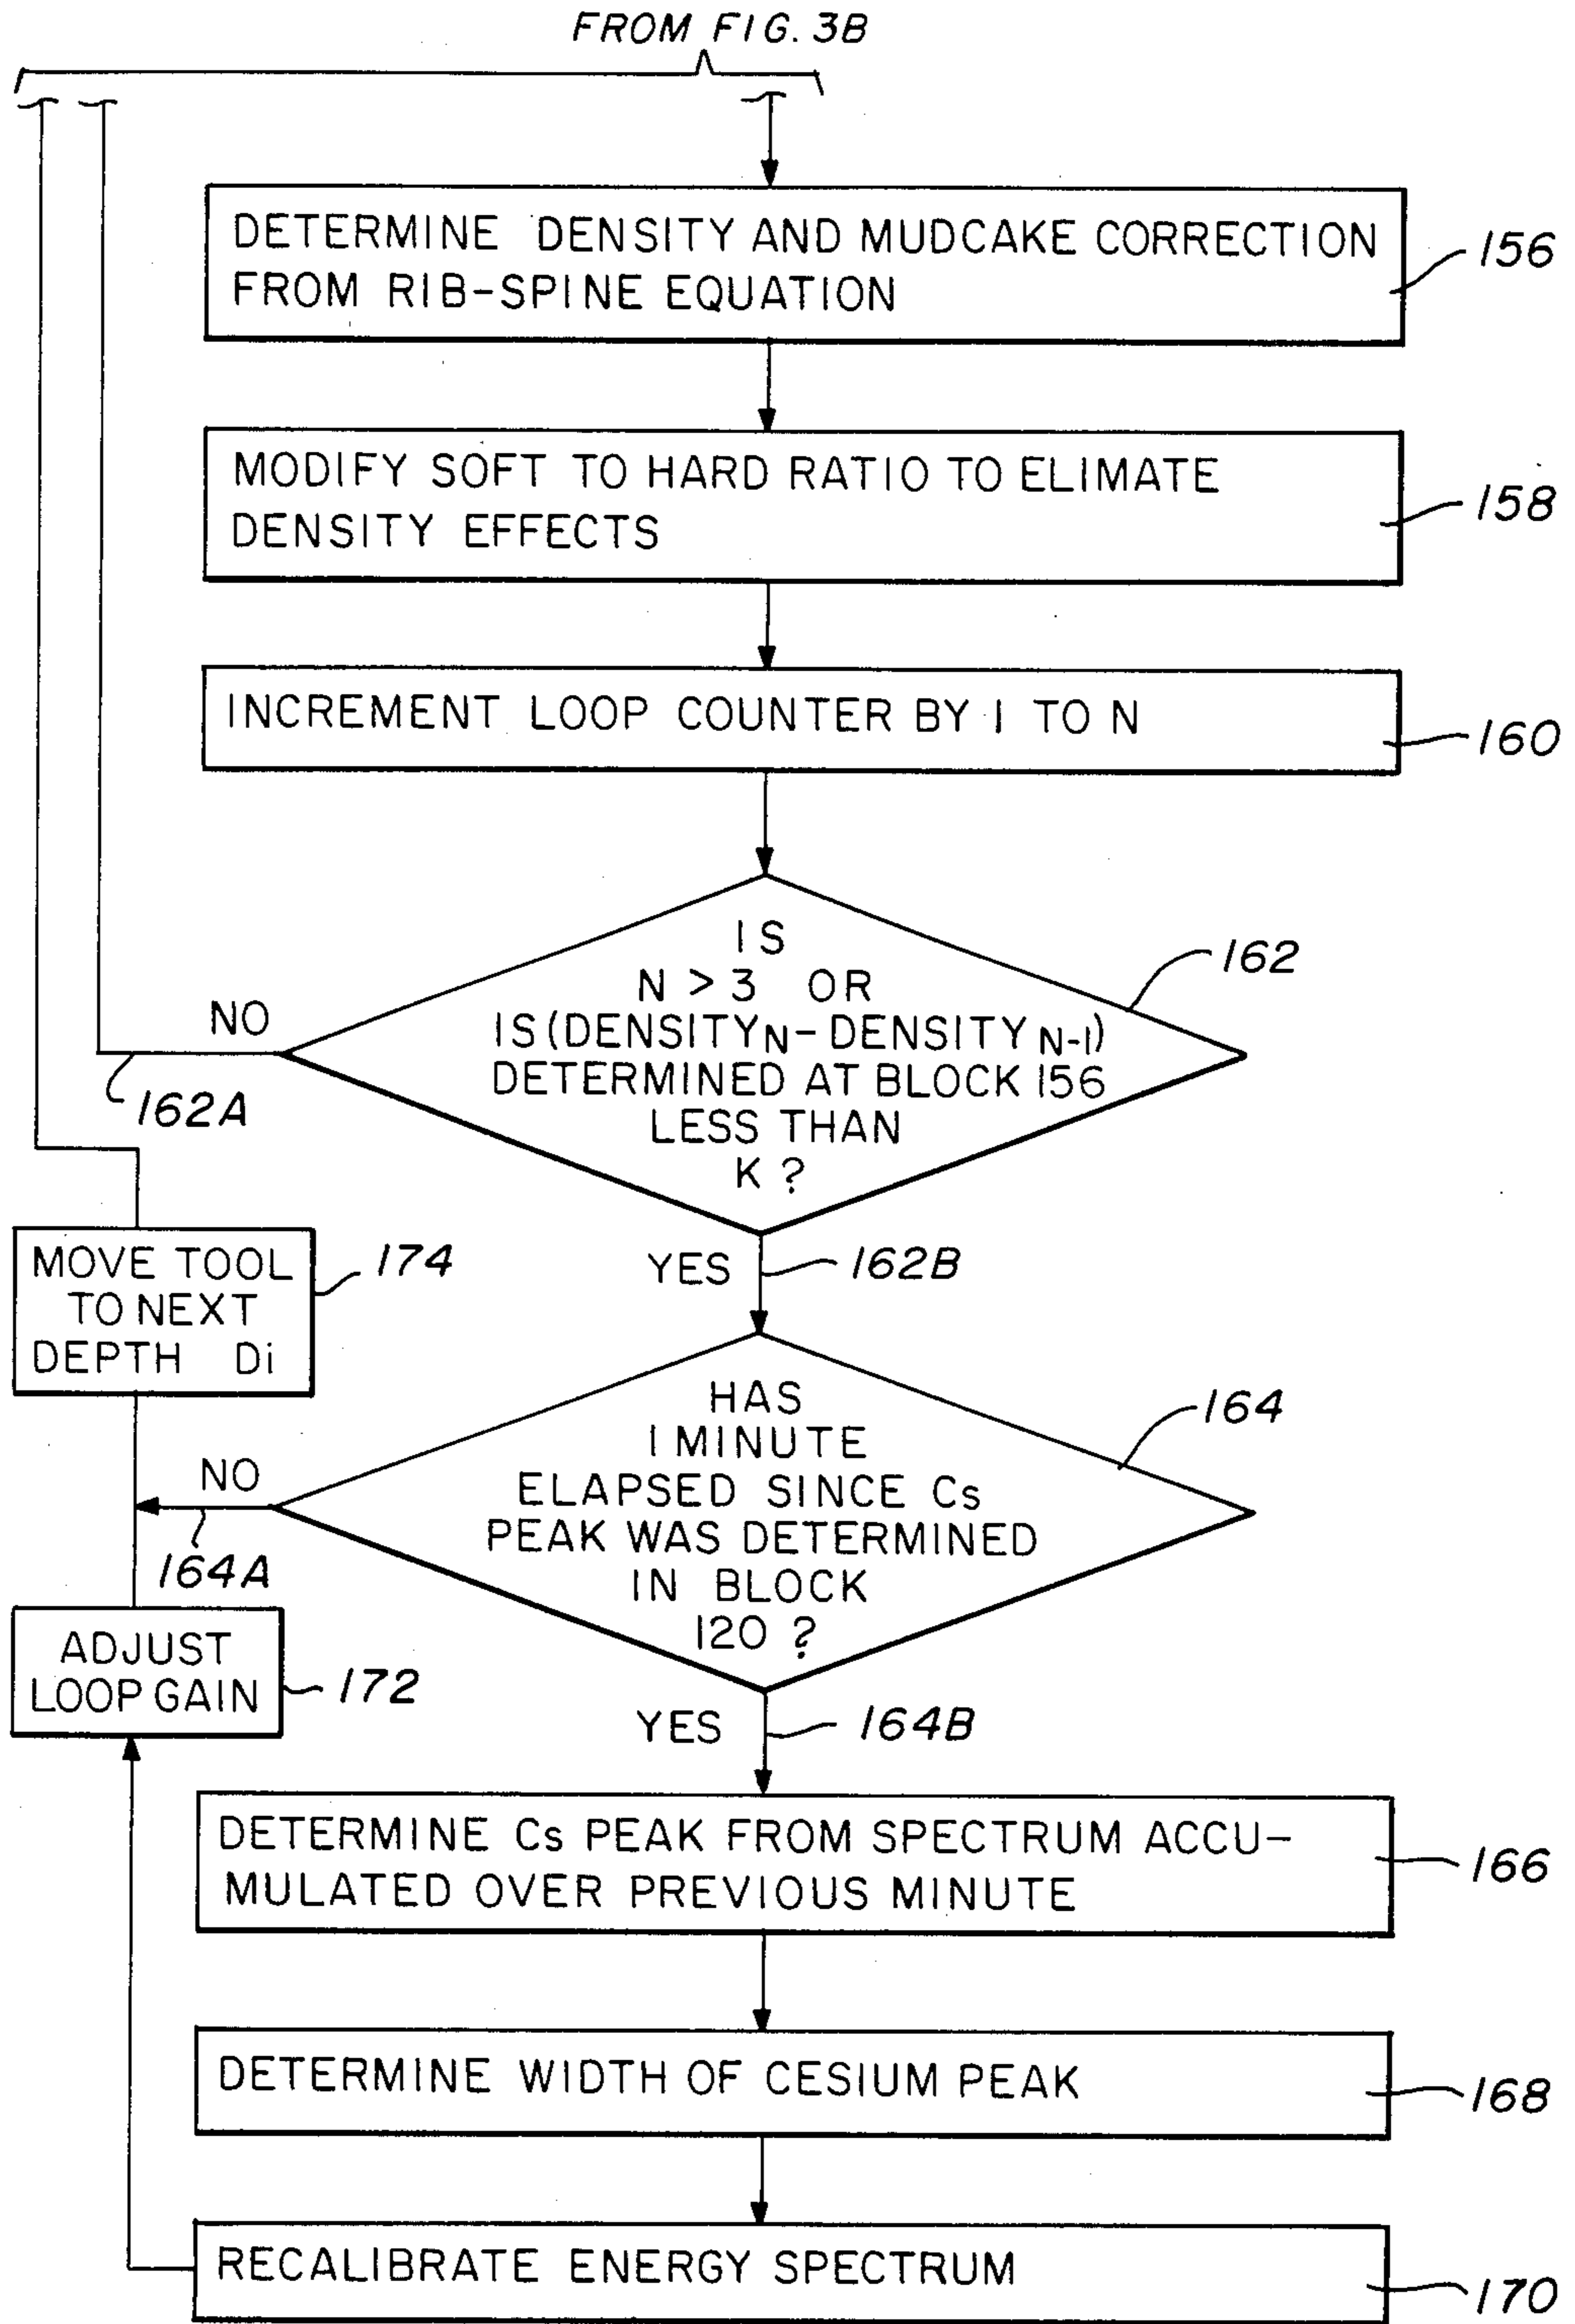 FROM FIG. 3B
DETERMINE DENSITY AND MUDCAKE CORRECTION
FROM RIB-SPINE EQUATION
156
MODIFY SOFT TO HARD RATIO TO ELIMATE
DENSITY EFFECTS
158
INCREMENT LOOP COUNTER BY 1 TO N
160
IS
N > 3 OR
IS (DENSITY N - DENSITY N-1)
DETERMINED AT BLOCK 156
LESS THAN
K ?
162
NO
162A
YES
162B
MOVE TOOL
TO NEXT
DEPTH Di
174
HAS
1 MINUTE
ELAPSED SINCE Cs
PEAK WAS DETERMINED
IN BLOCK
120 ?
164
NO
164A
ADJUST
LOOP GAIN
172
YES
164B
DETERMINE Cs PEAK FROM SPECTRUM ACCU-
MULATED OVER PREVIOUS MINUTE
166
DETERMINE WIDTH OF CESIUM PEAK
168
RECALIBRATE ENERGY SPECTRUM
170